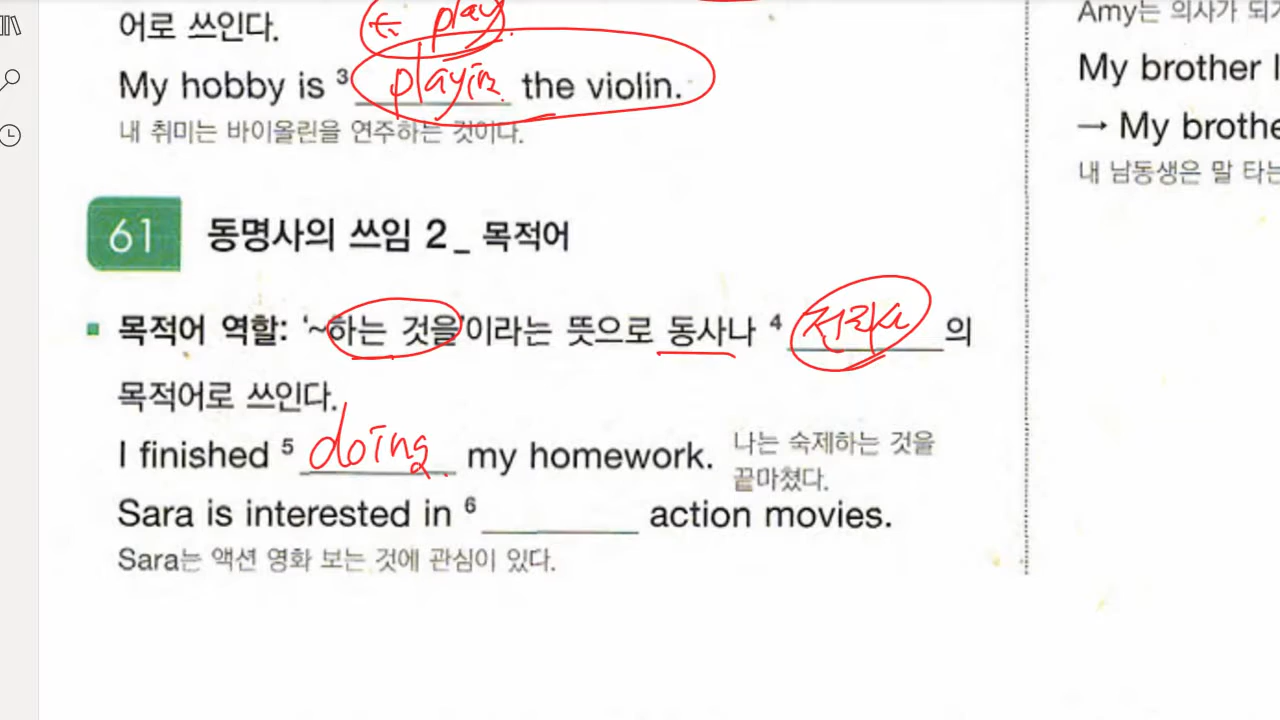 어로 쓰인다.
← play
My hobby is ³ playing the violin.
내 취미는 바이올린을 연주하는 것이다.
61 동명사의 쓰임 2_ 목적어
목적어 역할: ‘~하는 것을’이라는 뜻으로 동사나 ⁴ 전치사 의
목적어로 쓰인다.
I finished ⁵ doing my homework. 나는 숙제하는 것을
끝마쳤다.
Sara is interested in ⁶ ________ action movies.
Sara는 액션 영화 보는 것에 관심이 있다.
Amy는 의사가 되기
My brother l
→ My brothe
내 남동생은 말 타는